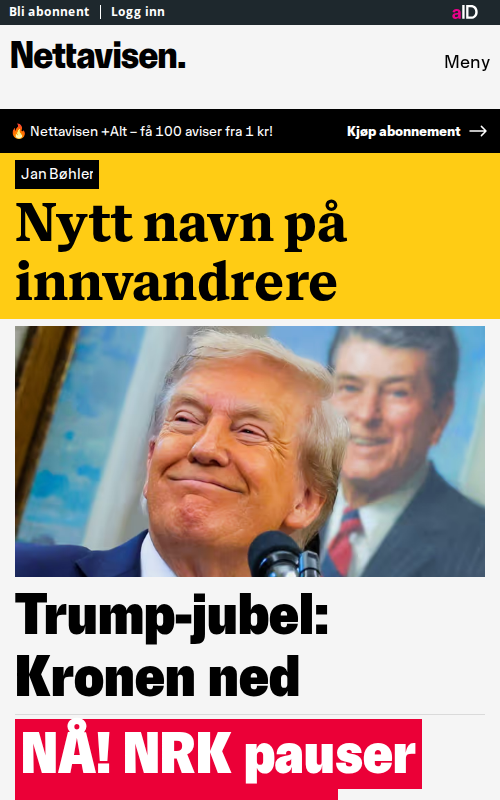 Bli abonnent | Logg inn aID
Nettavisen.
Meny
🔥 Nettavisen +Alt – få 100 aviser fra 1 kr! Kjøp abonnement →
Jan Bøhler
Nytt navn på
innvandrere
Trump-jubel:
Kronen ned
NÅ! NRK pauser